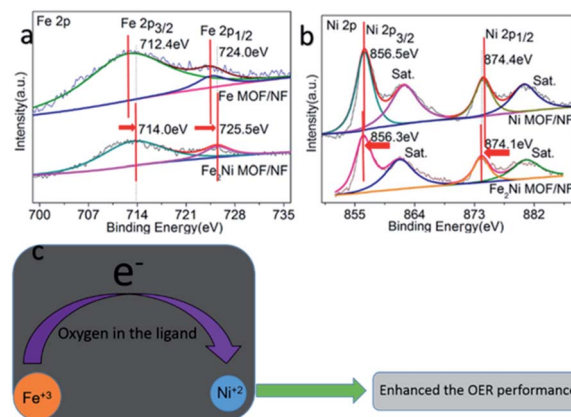 a
Fe 2p
Fe 2p3/2
712.4eV
Fe 2p1/2
724.0eV
Fe MOF/NF
714.0eV
725.5eV
Fe2Ni MOF/NF
Intensity(a.u.)
700 707 714 721 728 735
Binding Energy(eV)
b
Ni 2p
Ni 2p3/2
856.5eV
Ni 2p1/2
874.4eV
Sat.
Sat.
Ni MOF/NF
856.3eV
874.1eV
Sat.
Sat.
Fe2Ni MOF/NF
Intensity(a.u.)
855 864 873 882
Binding Energy(eV)
c
e-
Oxygen in the ligand
Fe+3
Ni+2
Enhanced the OER performance